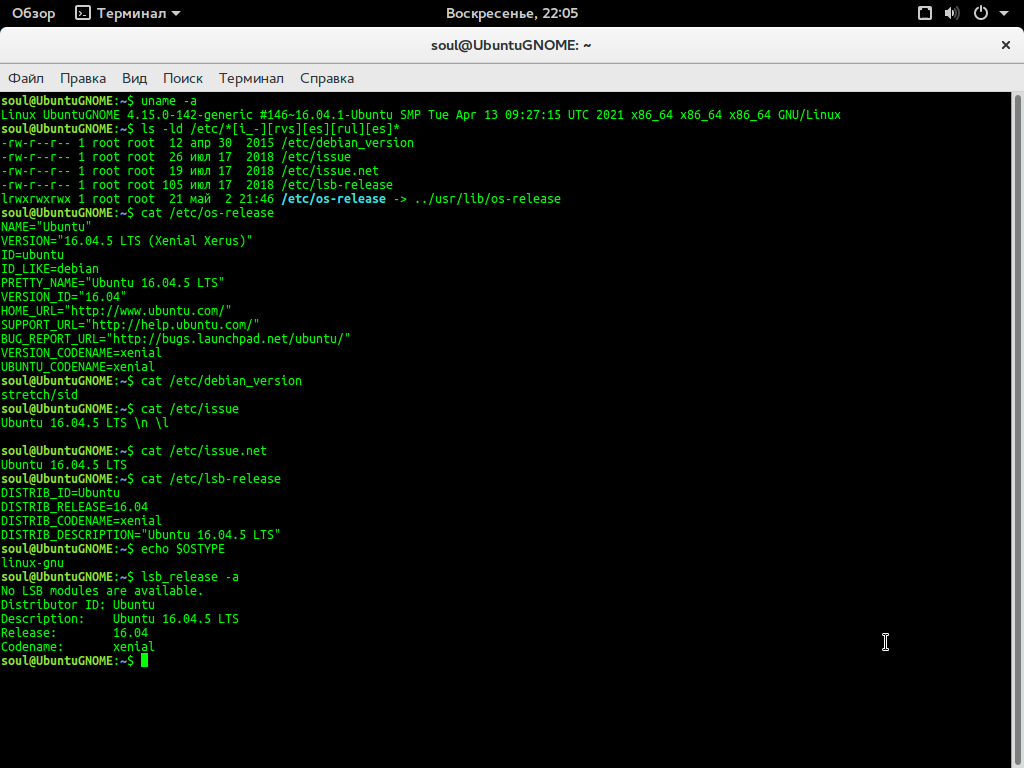 Обзор Терминал Воскресенье, 22:05
soul@UbuntuGNOME: ~
Файл Правка Вид Поиск Терминал Справка
soul@UbuntuGNOME:~$ uname -a
Linux UbuntuGNOME 4.15.0-142-generic #146~16.04.1-Ubuntu SMP Tue Apr 13 09:27:15 UTC 2021 x86_64 x86_64 x86_64 GNU/Linux
soul@UbuntuGNOME:~$ ls -ld /etc/*[i_-][rvs][es][rul][es]*
-rw-r--r-- 1 root root  12 апр 30  2015 /etc/debian_version
-rw-r--r-- 1 root root  26 июл 17  2018 /etc/issue
-rw-r--r-- 1 root root  19 июл 17  2018 /etc/issue.net
-rw-r--r-- 1 root root 105 июл 17  2018 /etc/lsb-release
lrwxrwxrwx 1 root root  21 май  2 21:46 /etc/os-release -> ../usr/lib/os-release
soul@UbuntuGNOME:~$ cat /etc/os-release
NAME="Ubuntu"
VERSION="16.04.5 LTS (Xenial Xerus)"
ID=ubuntu
ID_LIKE=debian
PRETTY_NAME="Ubuntu 16.04.5 LTS"
VERSION_ID="16.04"
HOME_URL="http://www.ubuntu.com/"
SUPPORT_URL="http://help.ubuntu.com/"
BUG_REPORT_URL="http://bugs.launchpad.net/ubuntu/"
VERSION_CODENAME=xenial
UBUNTU_CODENAME=xenial
soul@UbuntuGNOME:~$ cat /etc/debian_version
stretch/sid
soul@UbuntuGNOME:~$ cat /etc/issue
Ubuntu 16.04.5 LTS \n \l
soul@UbuntuGNOME:~$ cat /etc/issue.net
Ubuntu 16.04.5 LTS
soul@UbuntuGNOME:~$ cat /etc/lsb-release
DISTRIB_ID=Ubuntu
DISTRIB_RELEASE=16.04
DISTRIB_CODENAME=xenial
DISTRIB_DESCRIPTION="Ubuntu 16.04.5 LTS"
soul@UbuntuGNOME:~$ echo $OSTYPE
linux-gnu
soul@UbuntuGNOME:~$ lsb_release -a
No LSB modules are available.
Distributor ID: Ubuntu
Description:    Ubuntu 16.04.5 LTS
Release:        16.04
Codename:       xenial
soul@UbuntuGNOME:~$